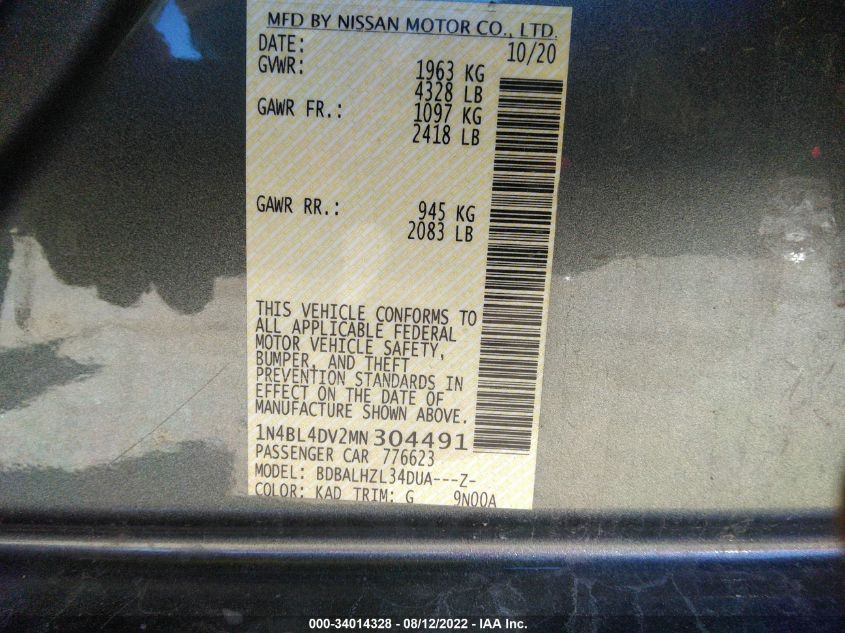 MFD BY NISSAN MOTOR CO., LTD.
DATE: 10/20
GVWR: 1963 KG
4328 LB
GAWR FR.: 1097 KG
2418 LB
GAWR RR.: 945 KG
2083 LB
THIS VEHICLE CONFORMS TO
ALL APPLICABLE FEDERAL
MOTOR VEHICLE SAFETY,
BUMPER, AND THEFT
PREVENTION STANDARDS IN
EFFECT ON THE DATE OF
MANUFACTURE SHOWN ABOVE.
1N4BL4DV2MN304491
PASSENGER CAR 776623
MODEL: BDBALHZL34DUA---Z-
COLOR: KAD TRIM: G 9N00A
000-34014328 - 08/12/2022 - IAA Inc.